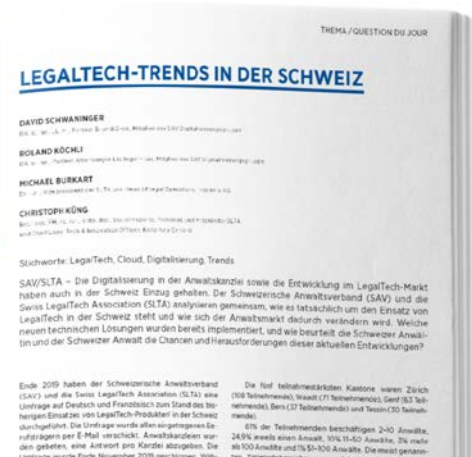 THEMA / QUESTION DU JOUR
LEGALTECH-TRENDS IN DER SCHWEIZ
DAVID SCHWANINGER
ROLAND KÖCHLI
MICHAEL BURKART
CHRISTOPH KÜNG
Stichworte: LegalTech, Cloud, Digitalisierung, Trends
SAV/SLTA – Die Digitalisierung in der Anwaltskanzlei sowie die Entwicklung im LegalTech-Markt
haben auch in der Schweiz Einzug gehalten. Der Schweizerische Anwaltsverband (SAV) und die
Swiss LegalTech Association (SLTA) analysieren gemeinsam, wie es tatsächlich um den Einsatz von
LegalTech in der Schweiz steht und wie sich der Anwaltsmarkt dadurch verändern wird. Welche
neuen technischen Lösungen wurden bereits implementiert, und wie beurteilt die Schweizer Anwäl-
tin und der Schweizer Anwalt die Chancen und Herausforderungen dieser aktuellen Entwicklungen?
Ende 2019 haben der Schweizerische Anwaltsverband
(SAV) und die Swiss LegalTech Association (SLTA) eine
Umfrage auf Deutsch und Französisch zum Stand des bis-
herigen Einsatzes von LegalTech-Produkten in der Schweiz
durchgeführt. Die Umfrage wurde allen eingetragenen Be-
rufsträgern per E-Mail verschickt. Anwaltskanzleien wur-
den gebeten, eine Antwort pro Kanzlei abzugeben. Die
Umfrage wurde Ende November 2019 geschlossen.
Die fünf teilnahmestärksten Kantone waren Zürich
(108 Teilnehmende), Waadt (71 Teilnehmende), Genf (63 Teil-
nehmende), Bern (37 Teilnehmende) und Tessin (30 Teilneh-
mende).
61% der Teilnehmenden beschäftigen 2–10 Anwälte,
24,9% jeweils einen Anwalt, 10% 11–50 Anwälte, 2% mehr
als 100 Anwälte und 1% 51–100 Anwälte. Die meist genann-